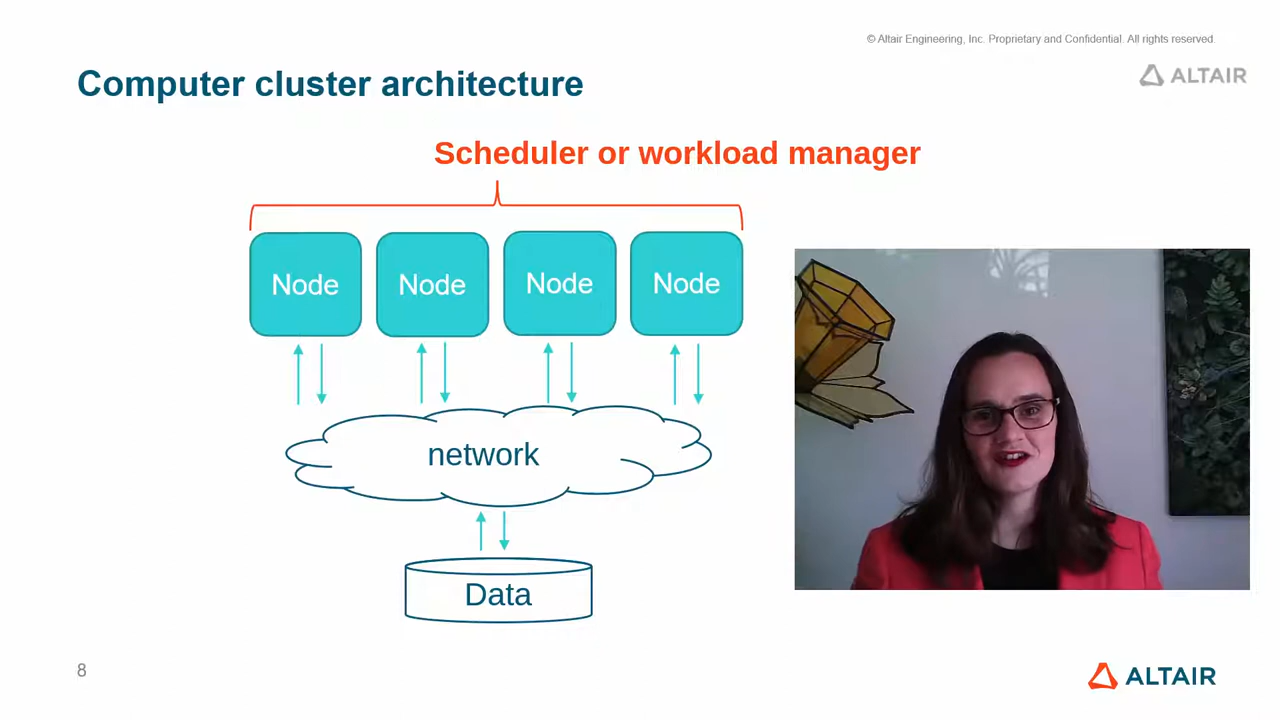 © Altair Engineering, Inc. Proprietary and Confidential. All rights reserved.
Computer cluster architecture
ALTAIR
Scheduler or workload manager
Node Node Node Node
network
Data
8
ALTAIR